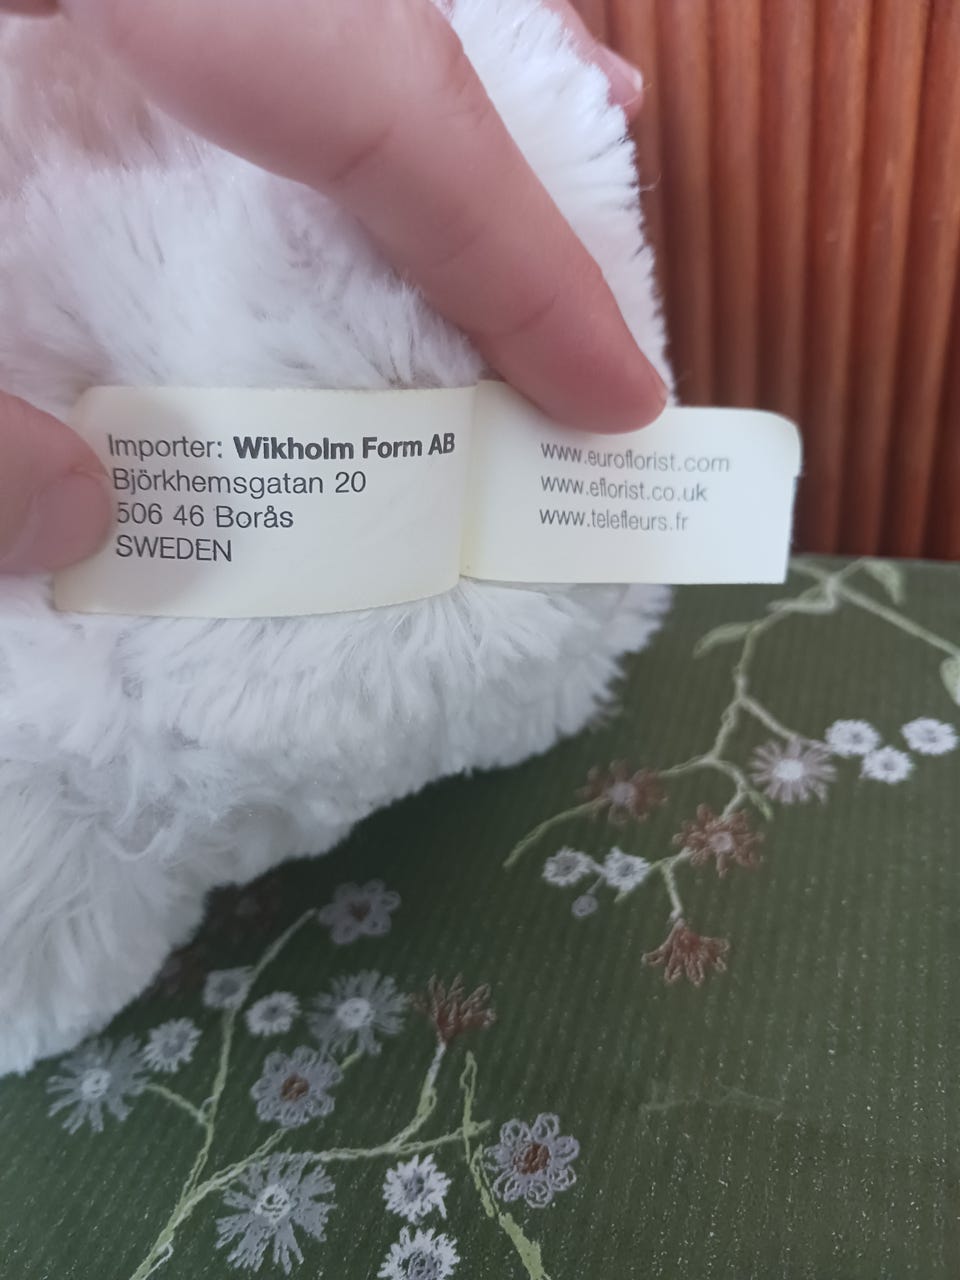 Importer: Wikholm Form AB
Björkhemsgatan 20
506 46 Borås
SWEDEN
www.euroflorist.com
www.eflorist.co.uk
www.telefleurs.fr